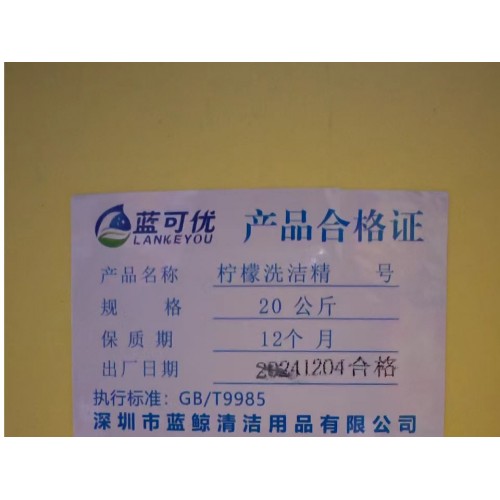 蓝可优 产品合格证
LANKEYOU
产品名称 柠檬洗洁精 号
规 格 20 公斤
保 质 期 12个 月
出厂日期 20241204合格
执行标准：GB/T9985
深圳市蓝鲸清洁用品有限公司